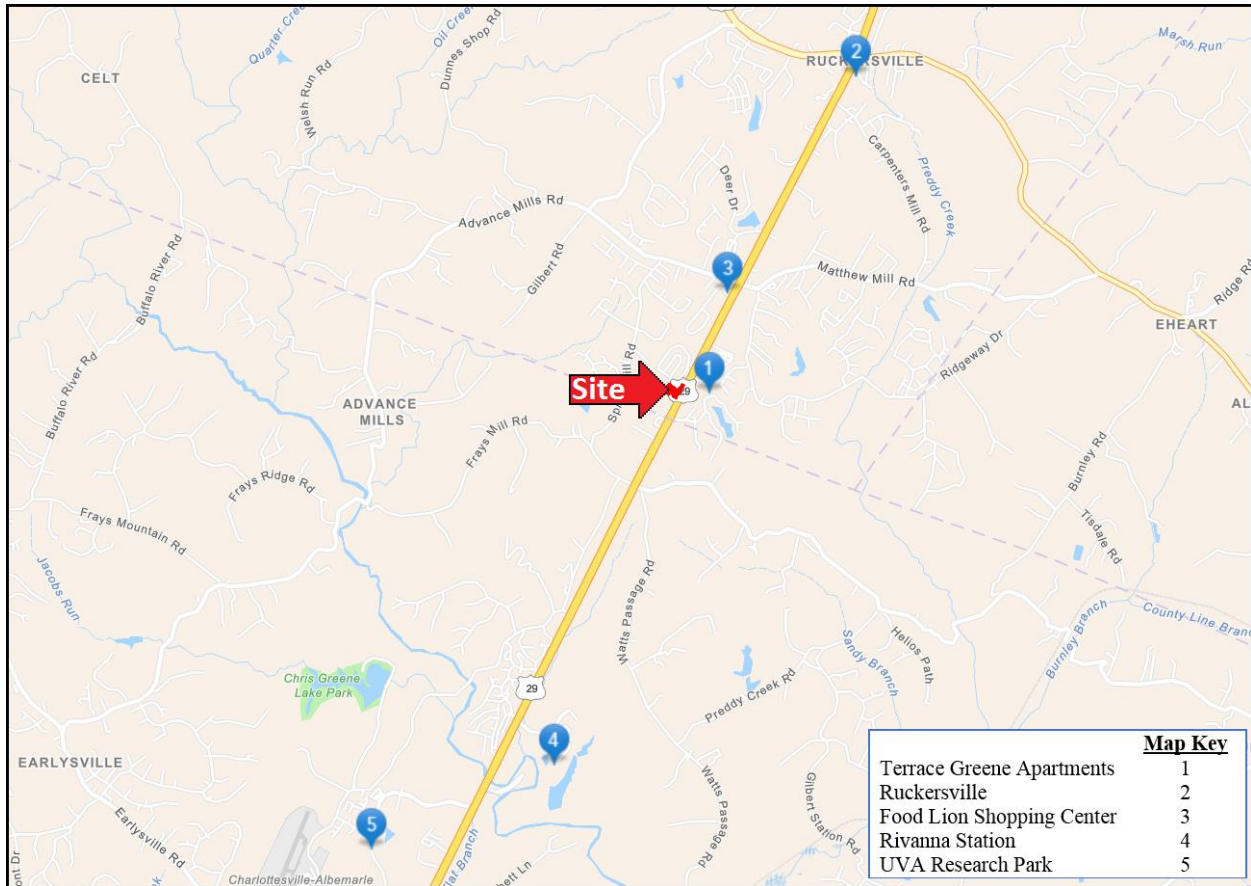 Quarter Creek
Oil Creek
Dunnes Shop Rd
Marsh Run
CELT
Welsh Run Rd
2
RUCKERSVILLE
Carpenters Mill Rd
Preddy Creek
Deer Dr
Advance Mills Rd
Buffalo River Rd
Gilbert Rd
3
Matthew Mill Rd
Ridge Rd
EHEART
Ridgeway Dr
1
Site
29
Buffalo River Rd
ADVANCE
MILLS
Frays Mill Rd
Burnley Rd
Frays Ridge Rd
Frays Mountain Rd
Tisdale Rd
Jacobs Run
Watts Passage Rd
County Line Branch
Burnley Branch
Sandy Branch
Helios Path
Chris Greene
Lake Park
29
Preddy Creek Rd
4
EARLYSVILLE
Watts Passage Rd
Gilbert Station Rd
5
Earlysville Rd
Charlottesville-Albemarle
Map Key
Terrace Greene Apartments 1
Ruckersville 2
Food Lion Shopping Center 3
Rivanna Station 4
UVA Research Park 5